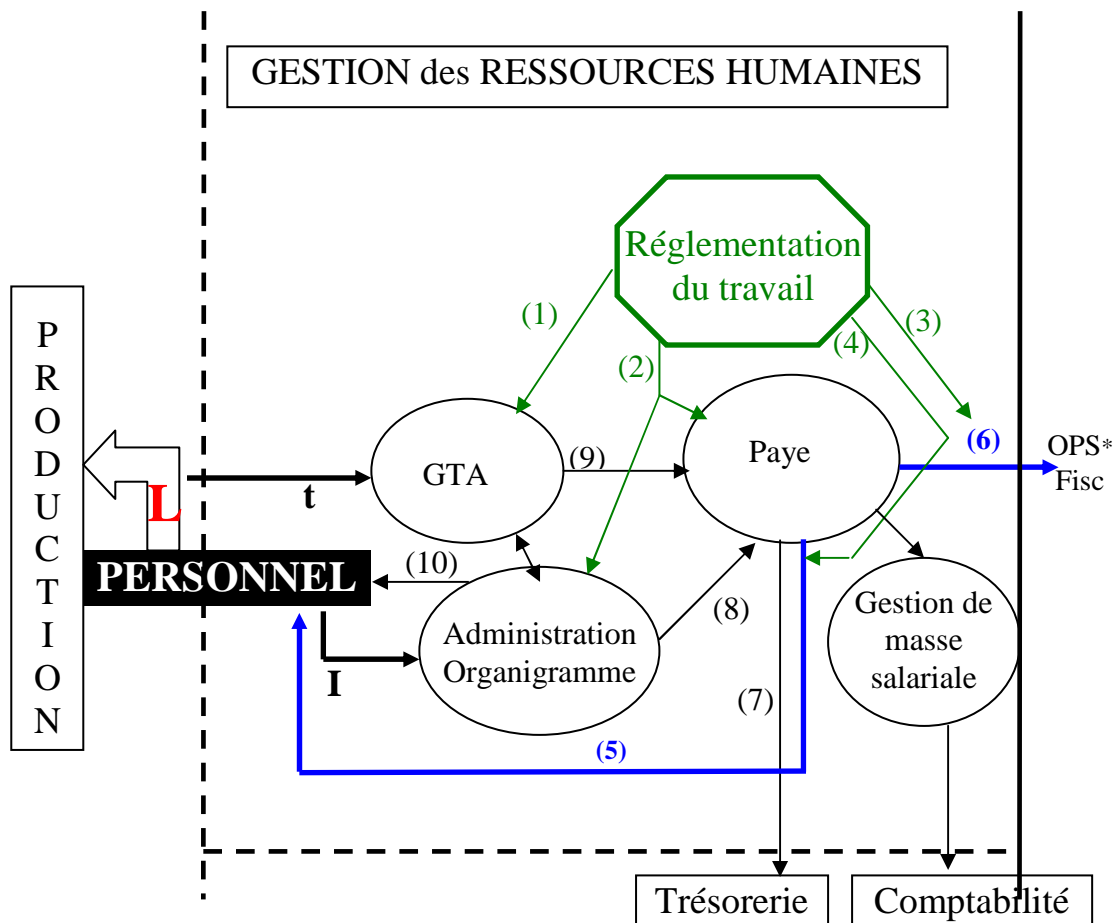 GESTION des RESSOURCES HUMAINES
Réglementation
du travail
(1)
(2)
(3)
(4)
P
R
O
D
U
C
T
I
O
N
L
t
GTA
(9)
Paye
(6)
OPS*
Fisc
PERSONNEL
(10)
I
Administration
Organigramme
(8)
Gestion de
masse
salariale
(7)
(5)
Trésorerie
Comptabilité